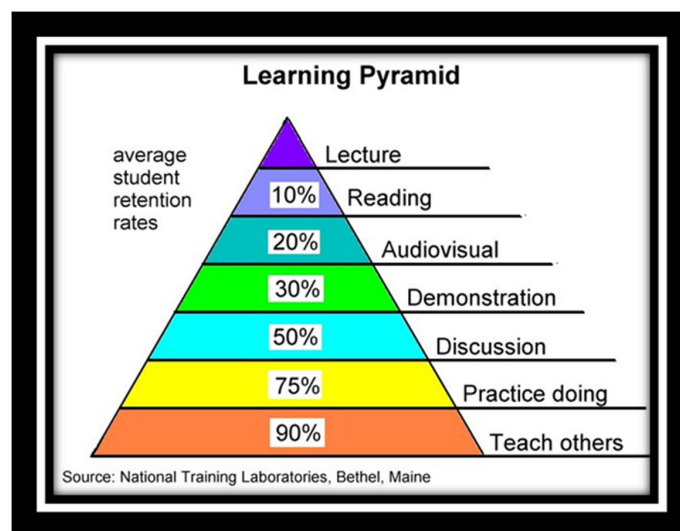 Learning Pyramid
average
student
retention
rates
Lecture
10% Reading
20% Audiovisual
30% Demonstration
50% Discussion
75% Practice doing
90% Teach others
Source: National Training Laboratories, Bethel, Maine